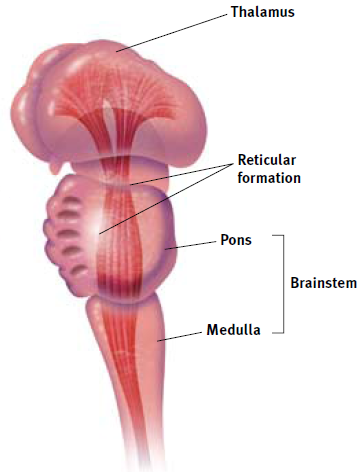 Thalamus
Reticular
formation
Pons
Brainstem
Medulla